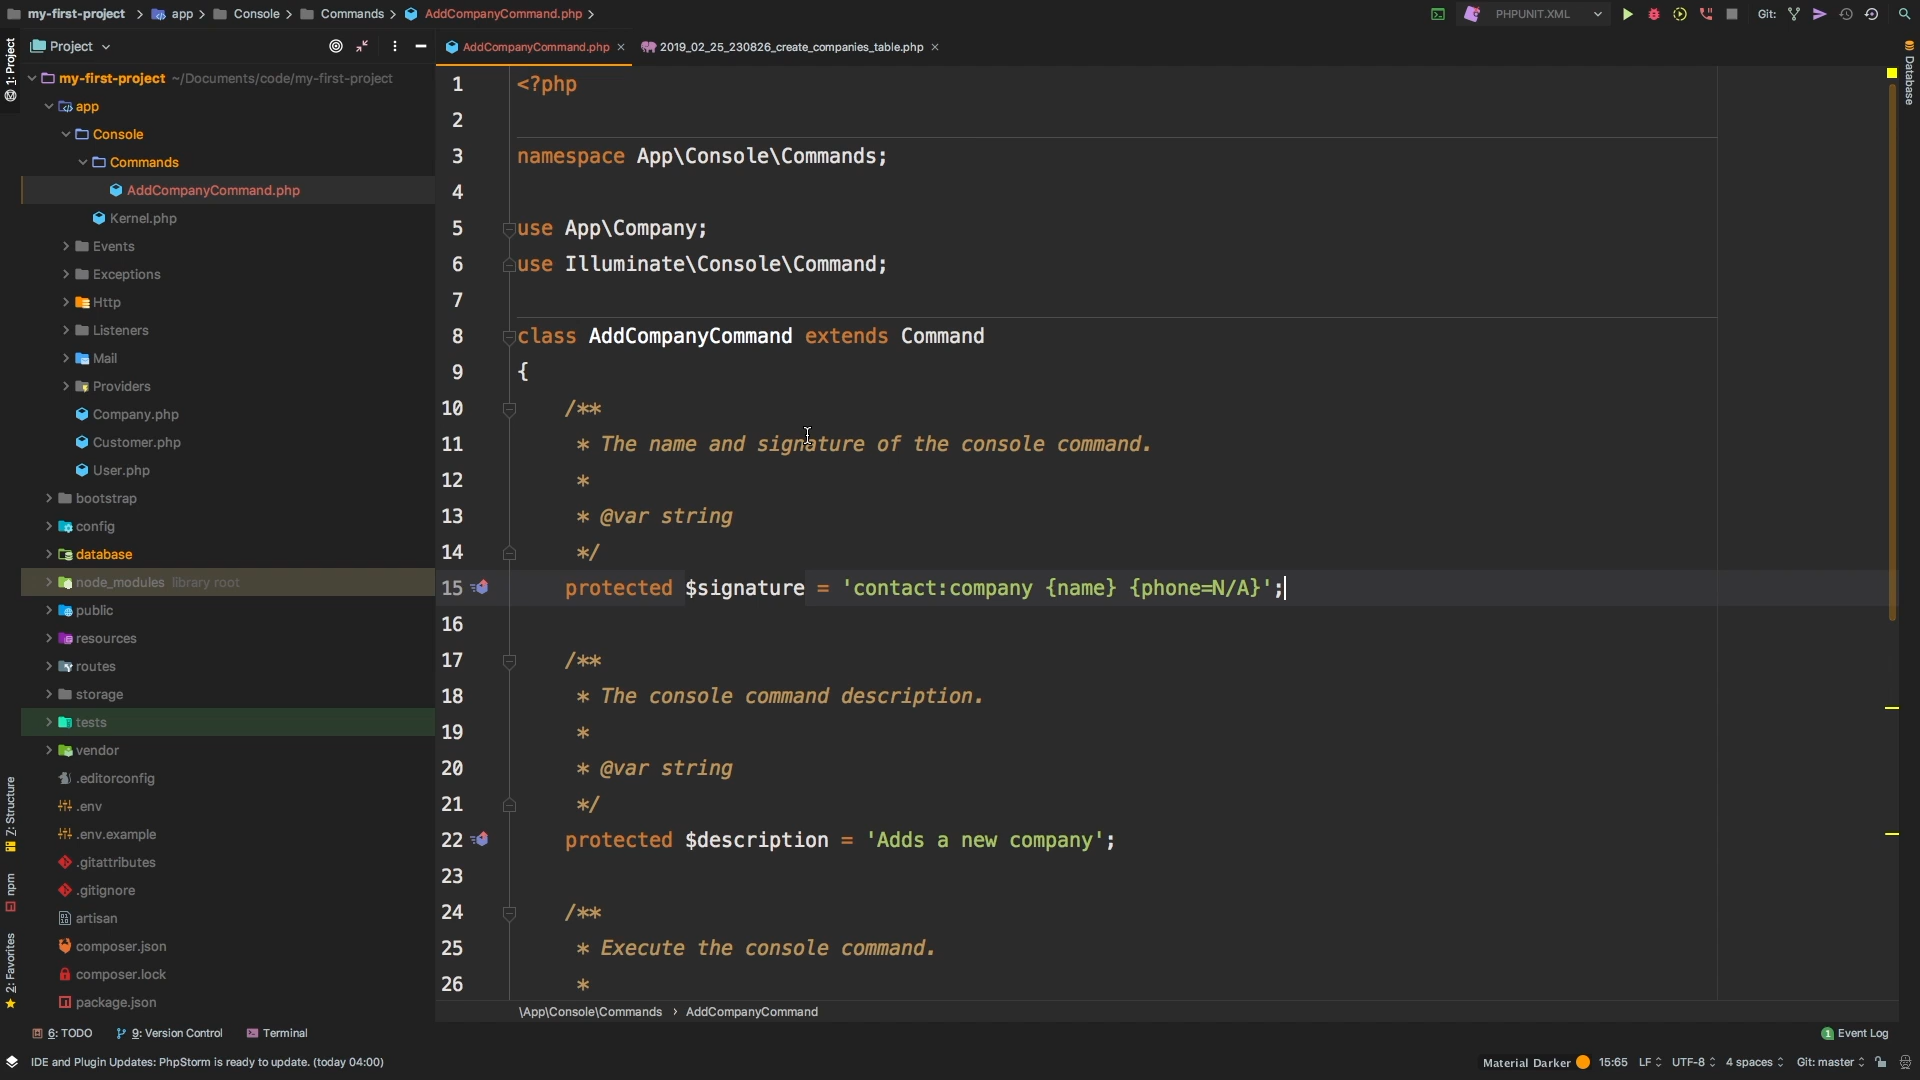 my-first-project app Console Commands AddCompanyCommand.php
PHPUNIT.XML Git:
Project
AddCompanyCommand.php 2019_02_25_230826_create_companies_table.php
1: Project
Database
my-first-project ~/Documents/code/my-first-project
app
Console
Commands
AddCompanyCommand.php
Kernel.php
Events
Exceptions
Http
Listeners
Mail
Providers
Company.php
Customer.php
User.php
bootstrap
config
database
node_modules library root
public
resources
routes
storage
tests
vendor
.editorconfig
.env
.env.example
.gitattributes
.gitignore
artisan
composer.json
composer.lock
package.json
Z: Structure
npm
2: Favorites
1 <?php
2
3 namespace App\Console\Commands;
4
5 use App\Company;
6 use Illuminate\Console\Command;
7
8 class AddCompanyCommand extends Command
9 {
10 /**
11 * The name and signature of the console command.
12 *
13 * @var string
14 */
15 protected $signature = 'contact:company {name} {phone=N/A}';
16
17 /**
18 * The console command description.
19 *
20 * @var string
21 */
22 protected $description = 'Adds a new company';
23
24 /**
25 * Execute the console command.
26 *
\App\Console\Commands › AddCompanyCommand
6: TODO 9: Version Control Terminal 1 Event Log
IDE and Plugin Updates: PhpStorm is ready to update. (today 04:00) Material Darker 15:65 LF UTF-8 4 spaces Git: master